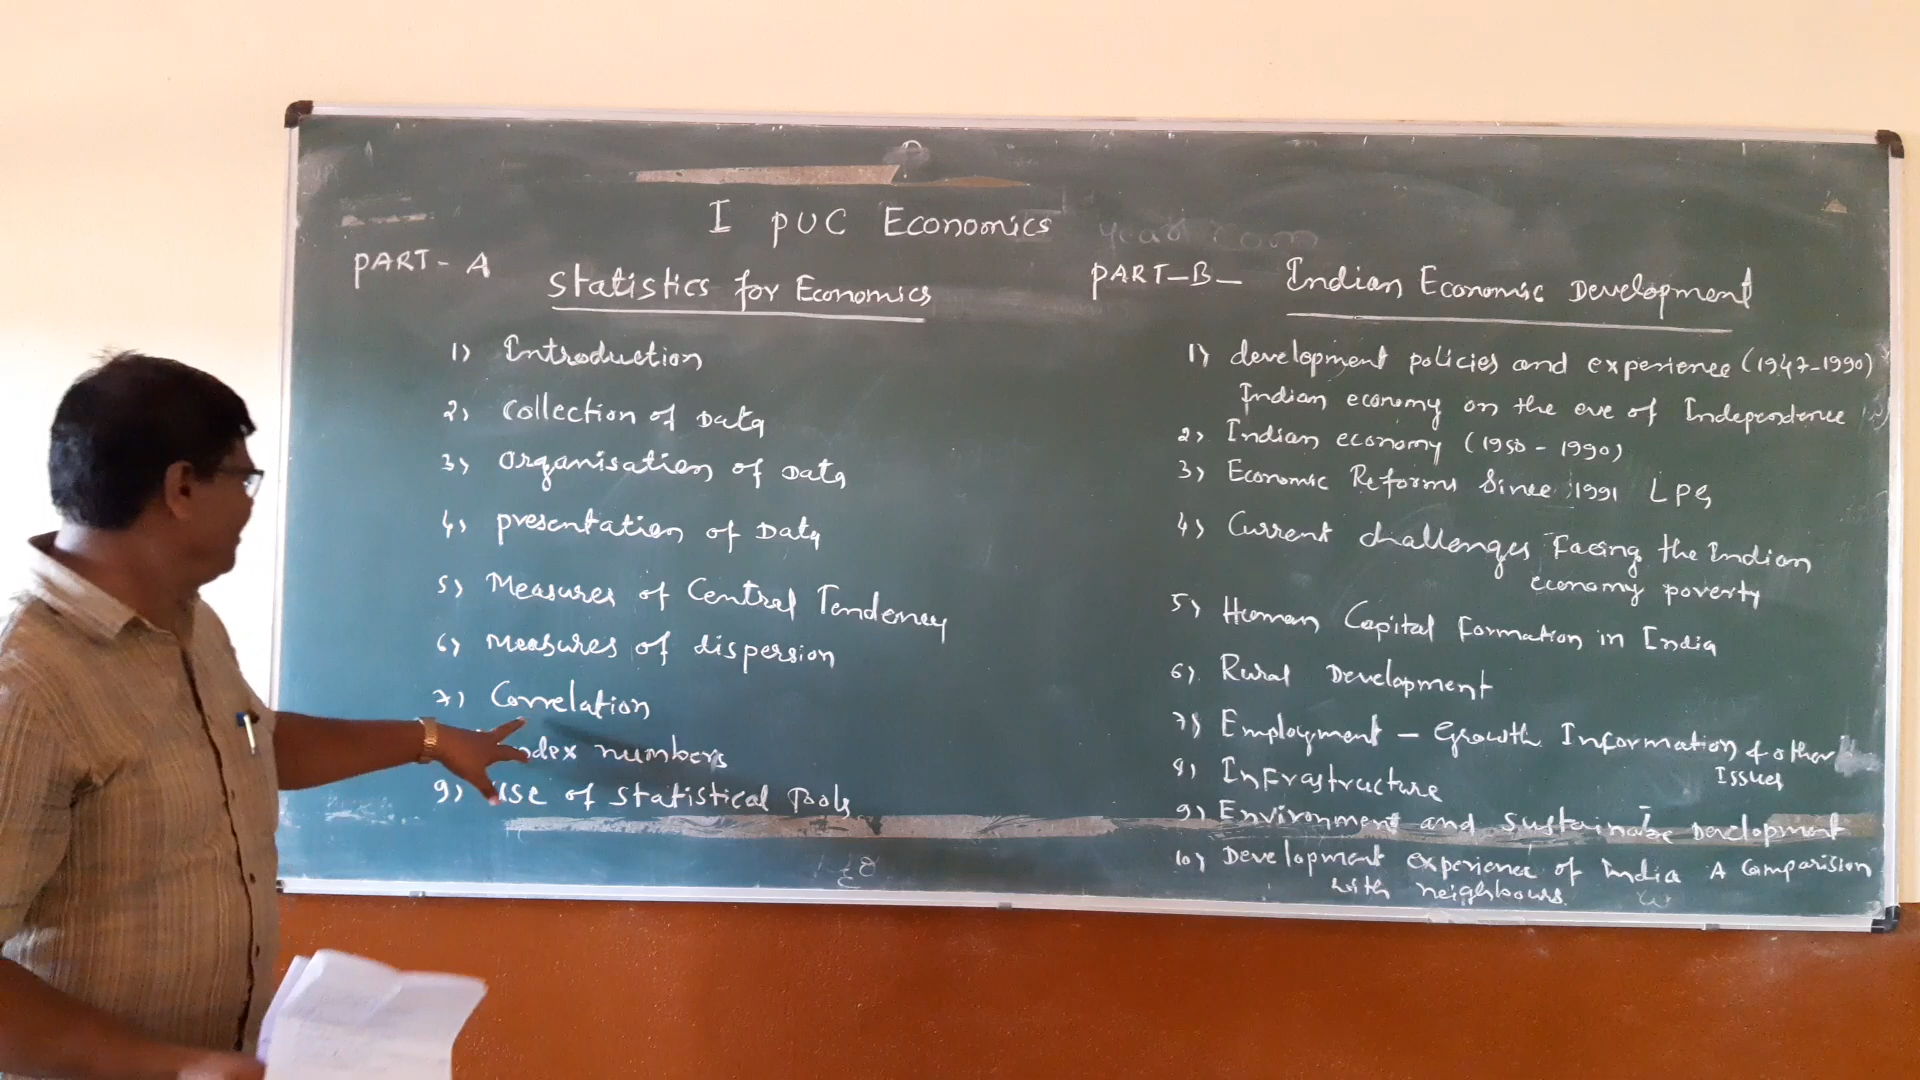 I PUC Economics
PART - A
Statistics for Economics
1) Introduction
2) Collection of Data
3) Organisation of Data
4) presentation of Data
5) Measures of Central Tendency
6) Measures of dispersion
7) Correlation
ndex numbers
9) Use of Statistical Tools
PART - B - Indian Economic Development
1) development policies and experience (1947-1990)
Indian economy on the eve of Independence
2) Indian economy (1950 - 1990)
3) Economic Reforms Since 1991 LPG
4) Current challenges Facing the Indian
economy poverty
5) Human Capital Formation in India
6) Rural Development
7) Employment - Growth Information & other
Issues
8) Infrastructure
9) Environment and Sustainable Development
10) Development experience of India A Comparision
with neighbours.